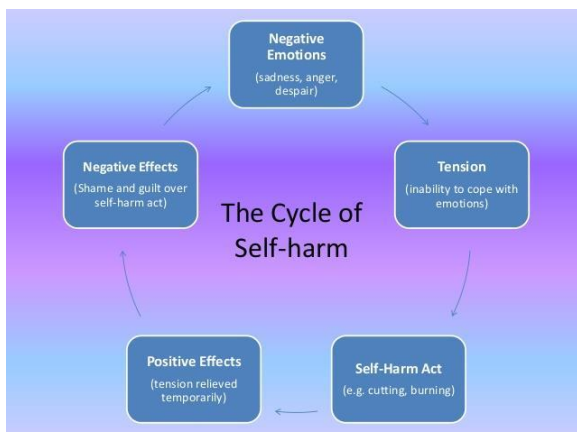 Negative
Emotions
(sadness, anger,
despair)
Tension
(inability to cope with
emotions)
Self-Harm Act
(e.g. cutting, burning)
Positive Effects
(tension relieved
temporarily)
Negative Effects
(Shame and guilt over
self-harm act)
The Cycle of
Self-harm